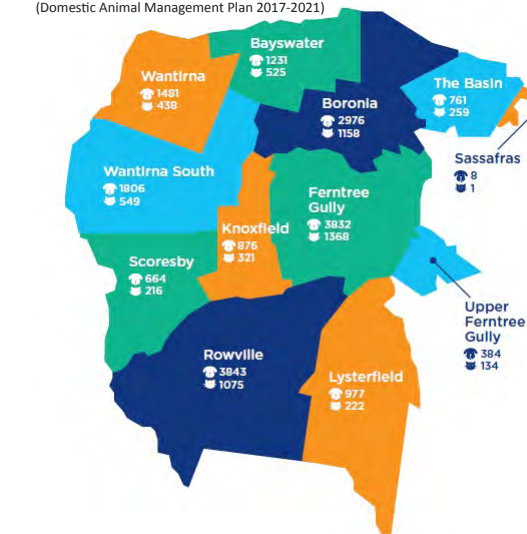 (Domestic Animal Management Plan 2017-2021)
Bayswater
1231
525
Wantirna
1481
438
The Basin
761
259
Boronia
2976
1158
Sassafras
8
1
Wantirna South
1806
549
Ferntree
Gully
3832
1368
Knoxfield
876
321
Scoresby
664
216
Upper
Ferntree
Gully
384
134
Rowville
3843
1075
Lysterfield
977
222